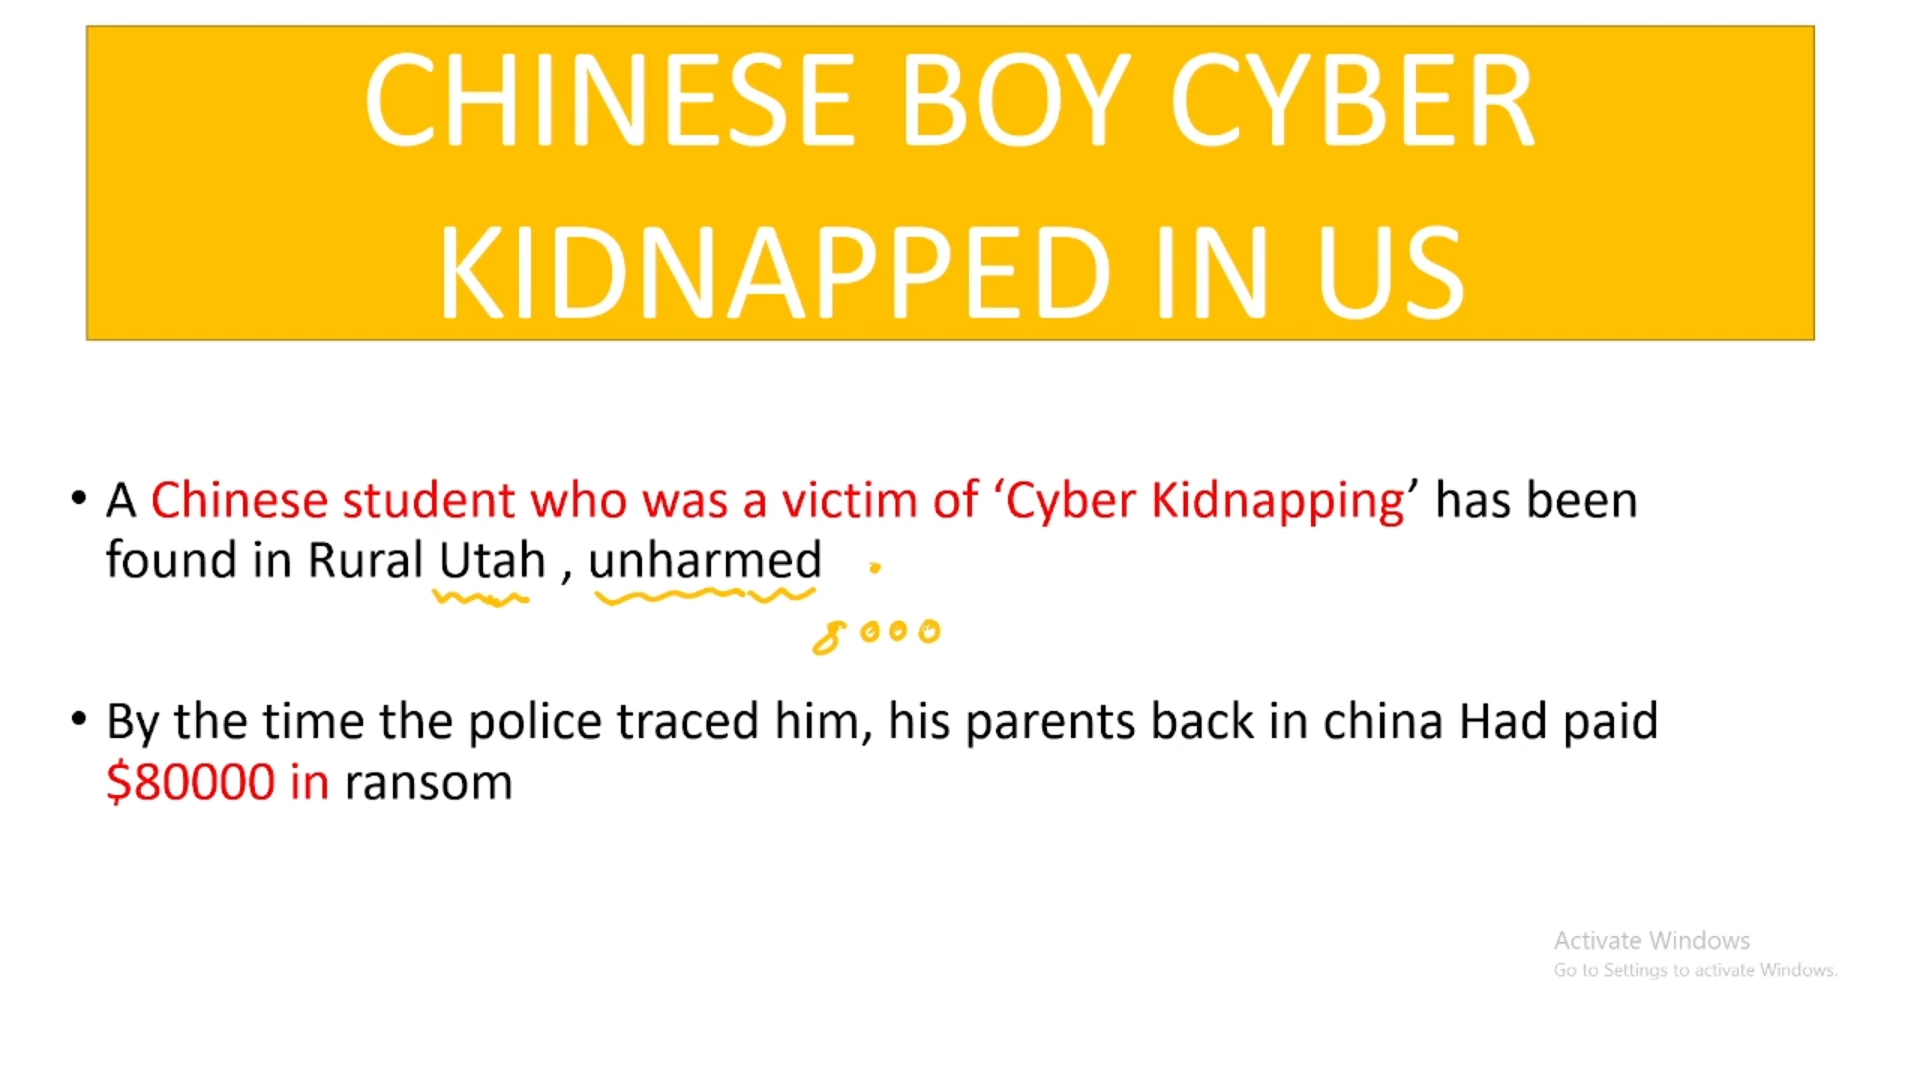 CHINESE BOY CYBER
KIDNAPPED IN US
• A Chinese student who was a victim of ‘Cyber Kidnapping’ has been
found in Rural Utah , unharmed
8000
• By the time the police traced him, his parents back in china Had paid
$80000 in ransom
Activate Windows
Go to Settings to activate Windows.